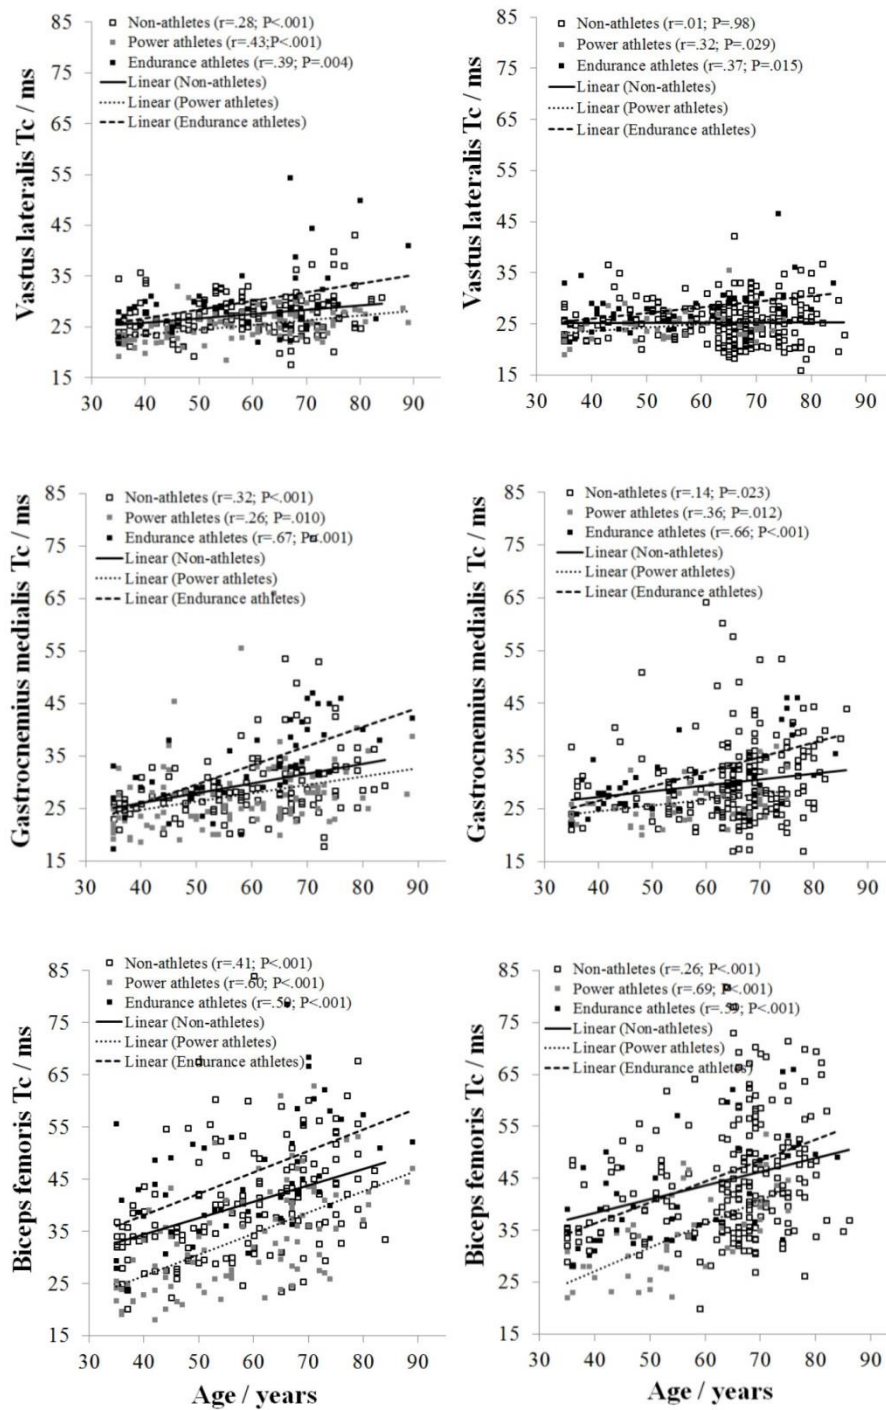 Vastus lateralis Tc / ms
85
75
65
55
45
35
25
15
Non-athletes (r=.28; P<.001)
Power athletes (r=.43;P<.001)
Endurance athletes (r=.39; P=.004)
Linear (Non-athletes)
Linear (Power athletes)
Linear (Endurance athletes)
30 40 50 60 70 80 90
Vastus lateralis Tc / ms
85
75
65
55
45
35
25
15
Non-athletes (r=.01; P=.98)
Power athletes (r=.32; P=.029)
Endurance athletes (r=.37; P=.015)
Linear (Non-athletes)
Linear (Power athletes)
Linear (Endurance athletes)
30 40 50 60 70 80 90
Gastrocnemius medialis Tc / ms
85
75
65
55
45
35
25
15
Non-athletes (r=.32; P<.001)
Power athletes (r=.26; P=.010)
Endurance athletes (r=.67; P<.001)
Linear (Non-athletes)
Linear (Power athletes)
Linear (Endurance athletes)
30 40 50 60 70 80 90
Gastrocnemius medialis Tc / ms
85
75
65
55
45
35
25
15
Non-athletes (r=.14; P=.023)
Power athletes (r=.36; P=.012)
Endurance athletes (r=.66; P<.001)
Linear (Non-athletes)
Linear (Power athletes)
Linear (Endurance athletes)
30 40 50 60 70 80 90
Biceps femoris Tc / ms
85
75
65
55
45
35
25
15
Non-athletes (r=.41; P<.001)
Power athletes (r=.60; P<.001)
Endurance athletes (r=.59; P<.001)
Linear (Non-athletes)
Linear (Power athletes)
Linear (Endurance athletes)
30 40 50 60 70 80 90
Age / years
Biceps femoris Tc / ms
85
75
65
55
45
35
25
15
Non-athletes (r=.26; P<.001)
Power athletes (r=.69; P<.001)
Endurance athletes (r=.59; P<.001)
Linear (Non-athletes)
Linear (Power athletes)
Linear (Endurance athletes)
30 40 50 60 70 80 90
Age / years